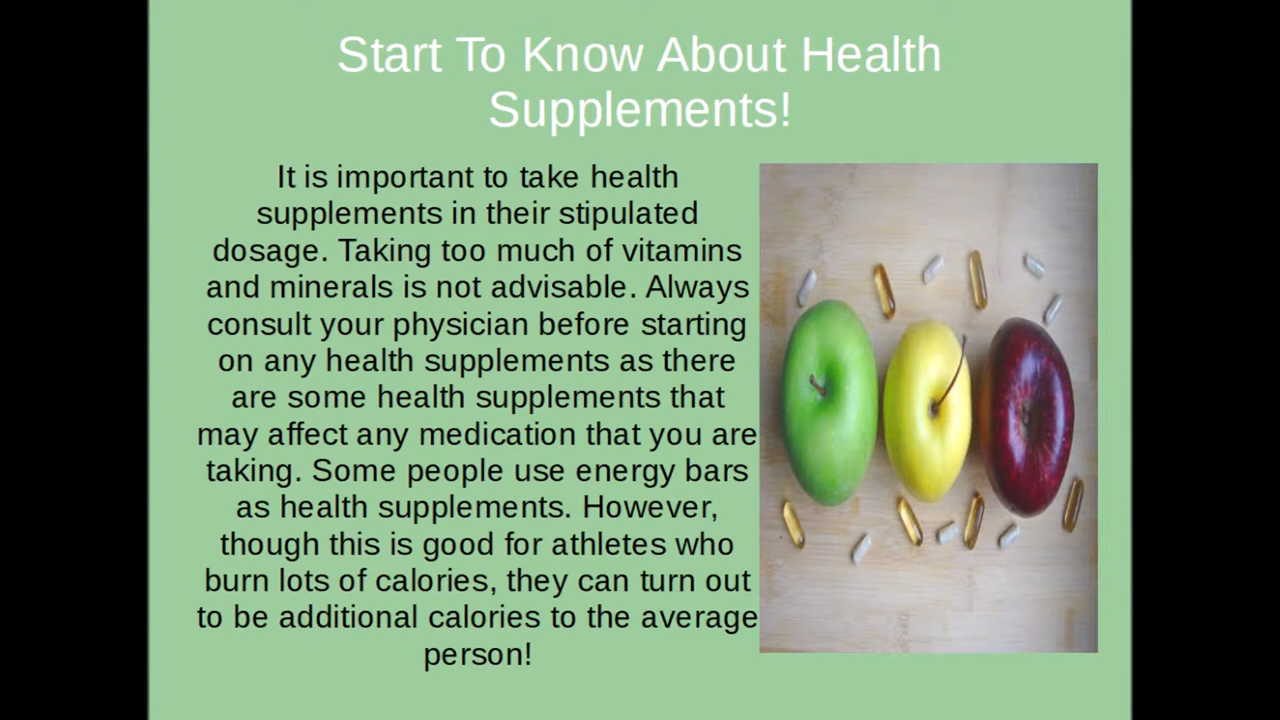 Start To Know About Health
Supplements!
It is important to take health
supplements in their stipulated
dosage. Taking too much of vitamins
and minerals is not advisable. Always
consult your physician before starting
on any health supplements as there
are some health supplements that
may affect any medication that you are
taking. Some people use energy bars
as health supplements. However,
though this is good for athletes who
burn lots of calories, they can turn out
to be additional calories to the average
person!